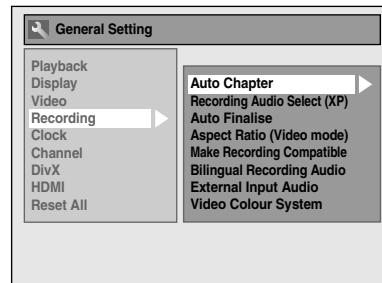 General Setting
Playback
Display
Video
Recording
Clock
Channel
DivX
HDMI
Reset All
Auto Chapter
Recording Audio Select (XP)
Auto Finalise
Aspect Ratio (Video mode)
Make Recording Compatible
Bilingual Recording Audio
External Input Audio
Video Colour System